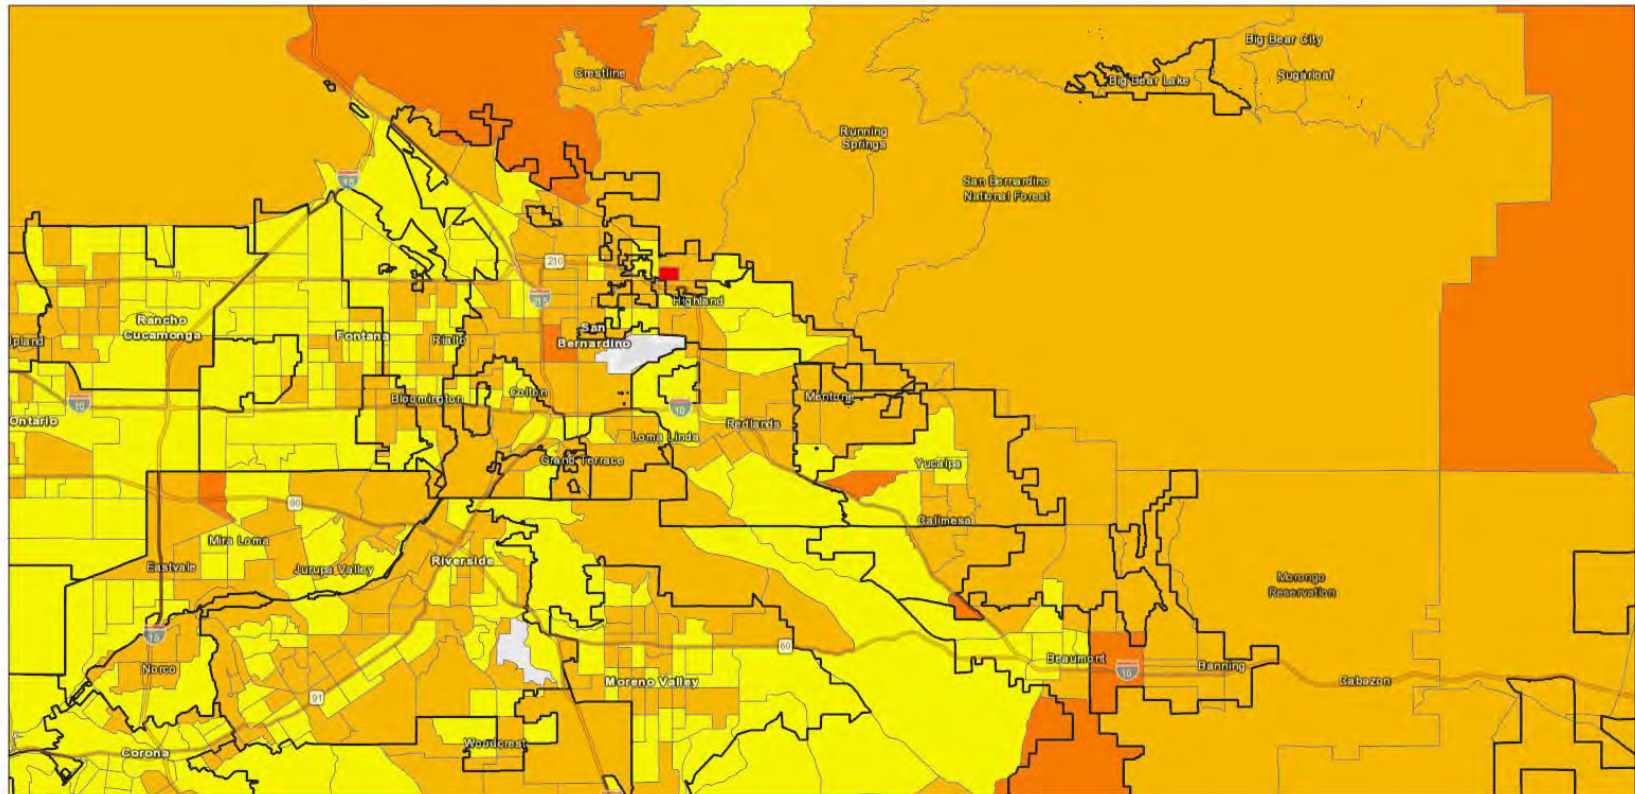 Big Bear City
Crestline
Big Bear Lake
Sugarloaf
Running
Springs
15
San Bernardino
National Forest
210
215
Highland
Rancho
Cucamonga
Fontana
Rialto
San
Bernardino
pland
Bloomington
Colton
Mentone
10
10
Ontario
Redlands
Loma Linda
Grand Terrace
Yucaipa
60
Calimesa
Mira Loma
Riverside
Eastvale
Jurupa Valley
Morongo
Reservation
15
60
Norco
Beaumont
Banning
10
Moreno Valley
Cabazon
91
Corona
Woodcrest